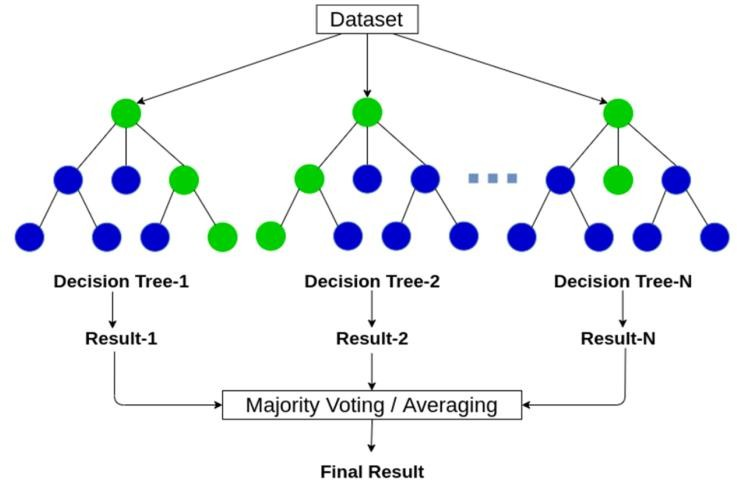 Dataset
Decision Tree-1
Decision Tree-2
Decision Tree-N
Result-1
Result-2
Result-N
Majority Voting / Averaging
Final Result